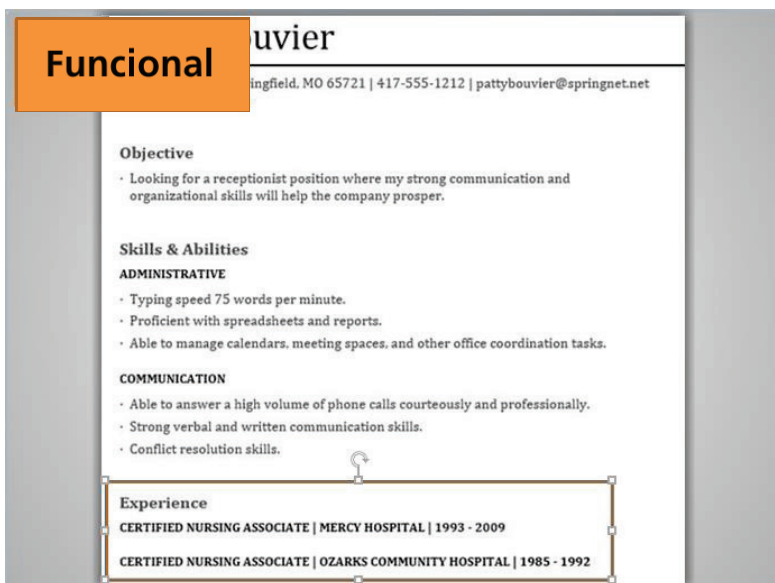 Funcional
ouvier
ingfield, MO 65721 | 417-555-1212 | pattybouvier@springnet.net
Objective
· Looking for a receptionist position where my strong communication and
organizational skills will help the company prosper.
Skills & Abilities
ADMINISTRATIVE
· Typing speed 75 words per minute.
· Proficient with spreadsheets and reports.
· Able to manage calendars, meeting spaces, and other office coordination tasks.
COMMUNICATION
· Able to answer a high volume of phone calls courteously and professionally.
· Strong verbal and written communication skills.
· Conflict resolution skills.
Experience
CERTIFIED NURSING ASSOCIATE | MERCY HOSPITAL | 1993 - 2009
CERTIFIED NURSING ASSOCIATE | OZARKS COMMUNITY HOSPITAL | 1985 - 1992